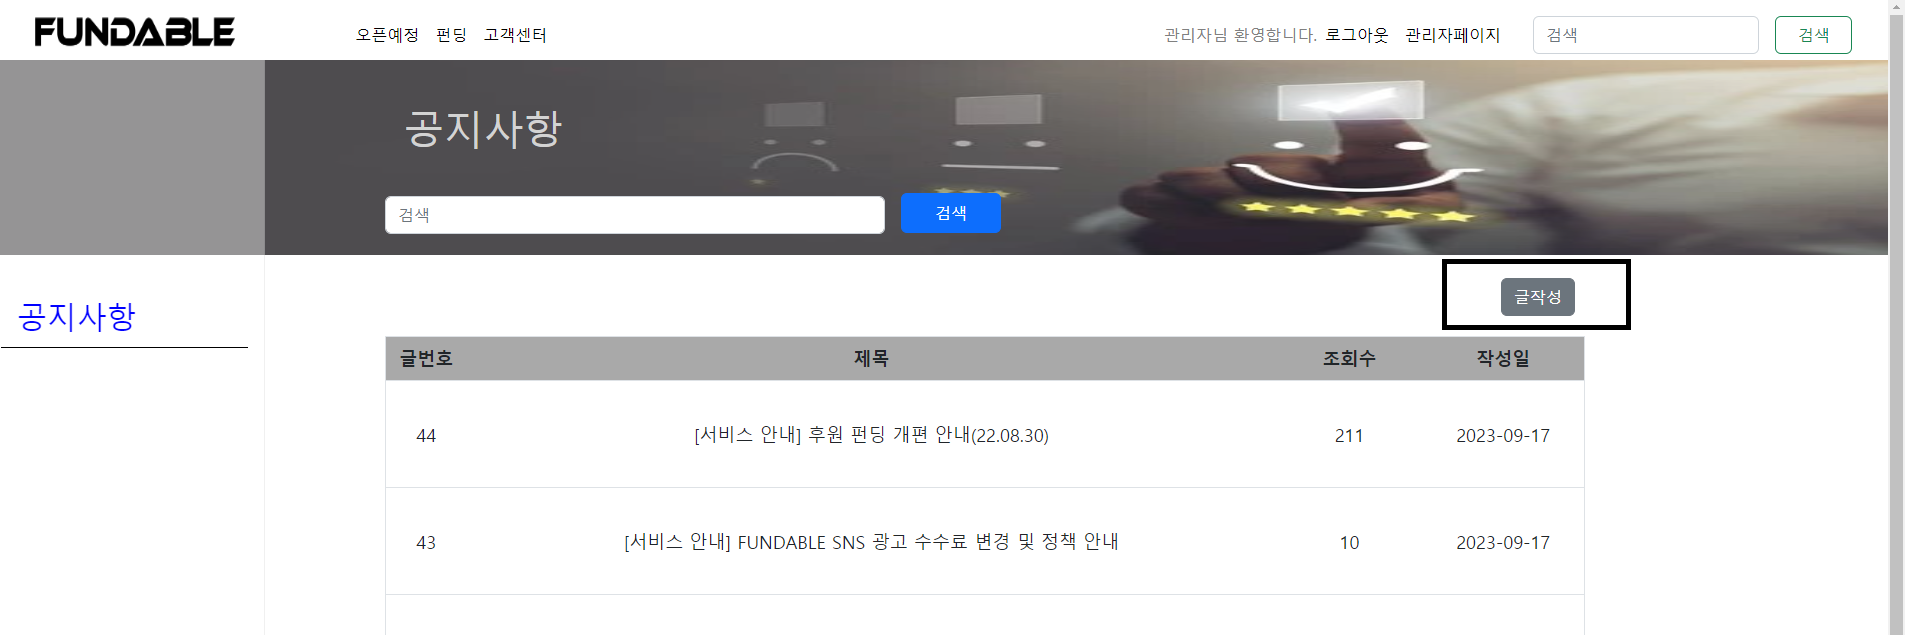 FUNDABLE 오픈예정 펀딩 고객센터 관리자님 환영합니다. 로그아웃 관리자페이지 검색 검색
공지사항
검색 검색
글작성
공지사항
글번호 제목 조회수 작성일
44 [서비스 안내] 후원 펀딩 개편 안내(22.08.30) 211 2023-09-17
43 [서비스 안내] FUNDABLE SNS 광고 수수료 변경 및 정책 안내 10 2023-09-17